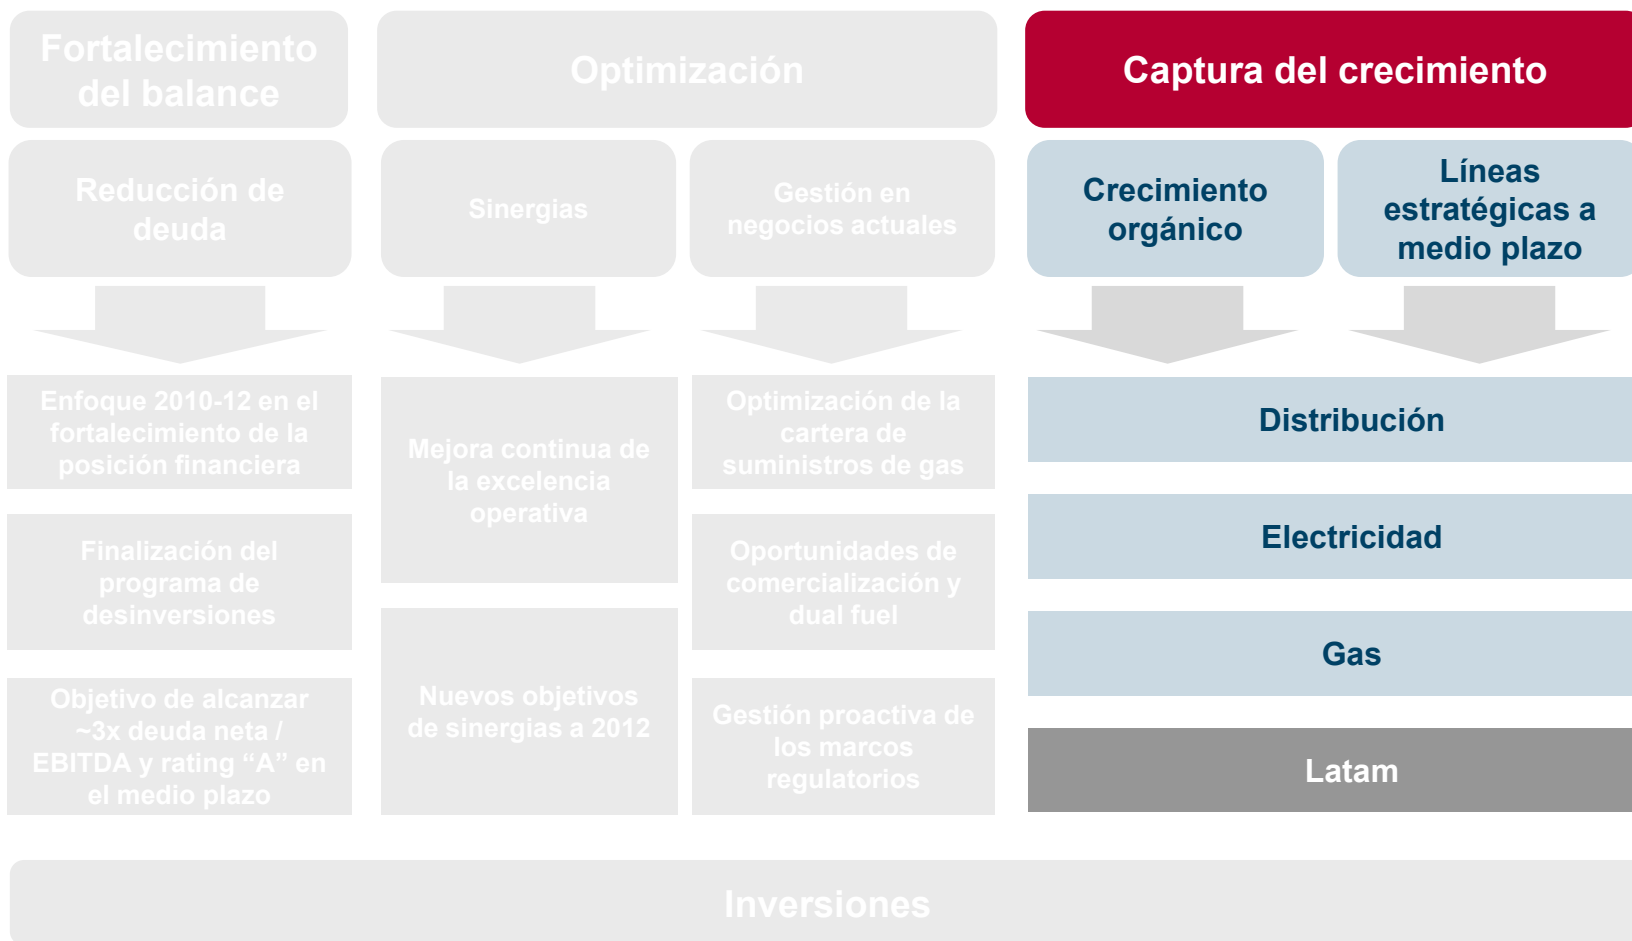 Fortalecimiento
del balance
Optimización
Captura del crecimiento
Reducción de
deuda
Sinergias
Gestión en
negocios actuales
Crecimiento
orgánico
Líneas
estratégicas a
medio plazo
Enfoque 2010-12 en el
fortalecimiento de la
posición financiera
Finalización del
programa de
desinversiones
Objetivo de alcanzar
~3x deuda neta /
EBITDA y rating “A” en
el medio plazo
Mejora continua de
la excelencia
operativa
Nuevos objetivos
de sinergias a 2012
Optimización de la
cartera de
suministros de gas
Oportunidades de
comercialización y
dual fuel
Gestión proactiva de
los marcos
regulatorios
Distribución
Electricidad
Gas
Latam
Inversiones